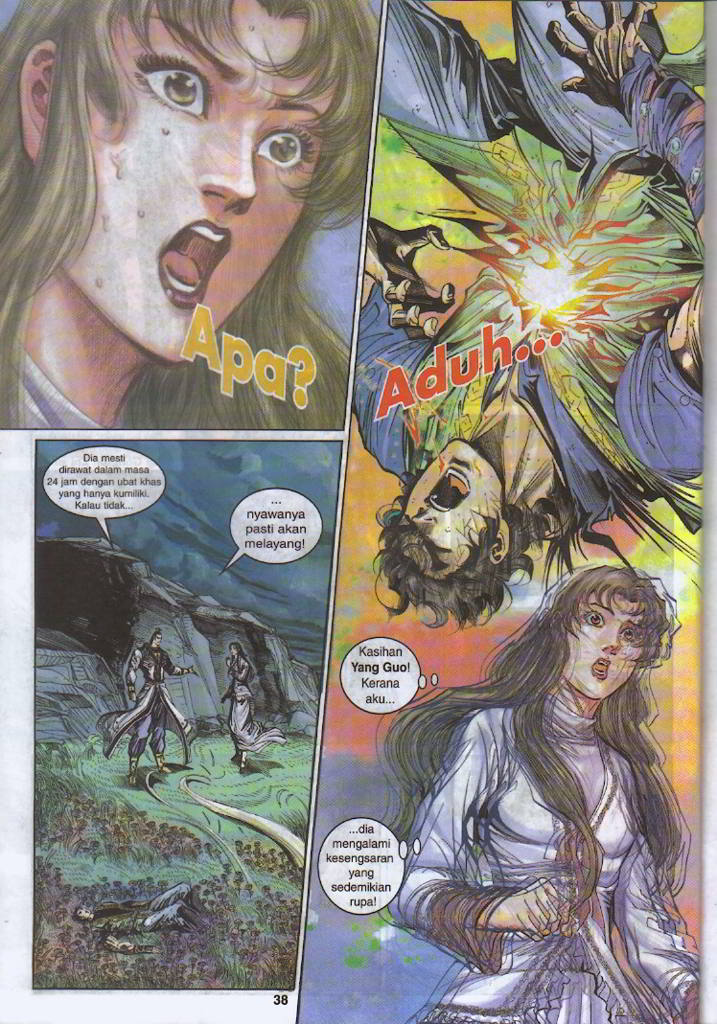 Apa?
Aduh...
Dia mesti
dirawat dalam masa
24 jam dengan ubat khas
yang hanya kumiliki.
Kalau tidak...
...
nyawanya
pasti akan
melayang!
Kasihan
Yang Guo!
Kerana
aku...
...dia
mengalami
kesengsaran
yang
sedemikian
rupa!
38